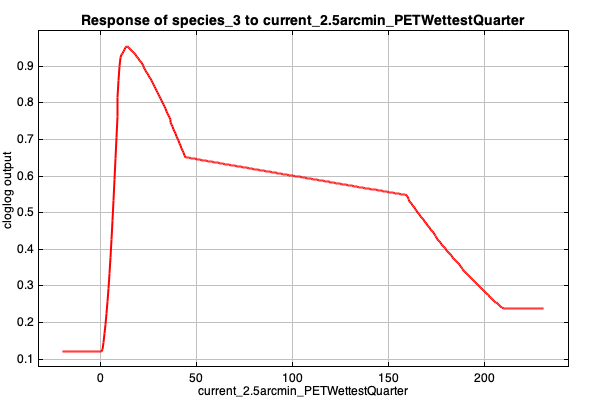 Response of species_3 to current_2.5arcmin_PETWettestQuarter
cloglog output
0.9
0.8
0.7
0.6
0.5
0.4
0.3
0.2
0.1
0 50 100 150 200
current_2.5arcmin_PETWettestQuarter